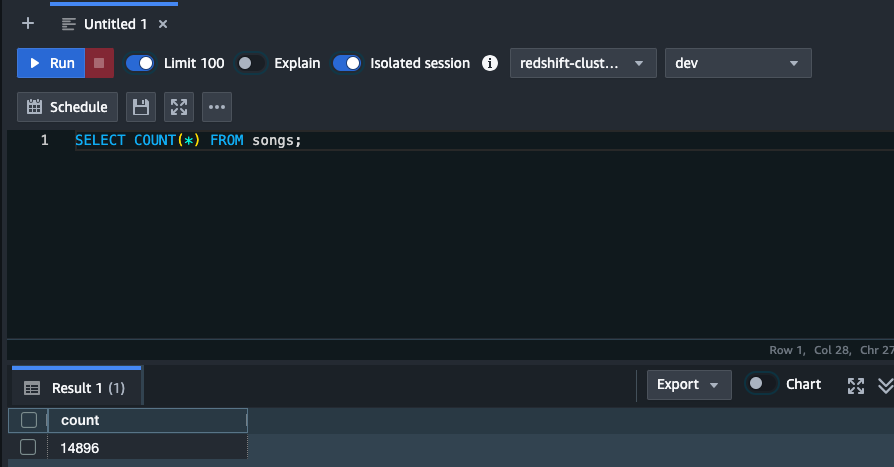 + Untitled 1 ×
Run Limit 100 Explain Isolated session i redshift-clust... dev
Schedule ...
1 SELECT COUNT(*) FROM songs;
Row 1, Col 28, Chr 27
Result 1 (1) Export Chart
count
14896